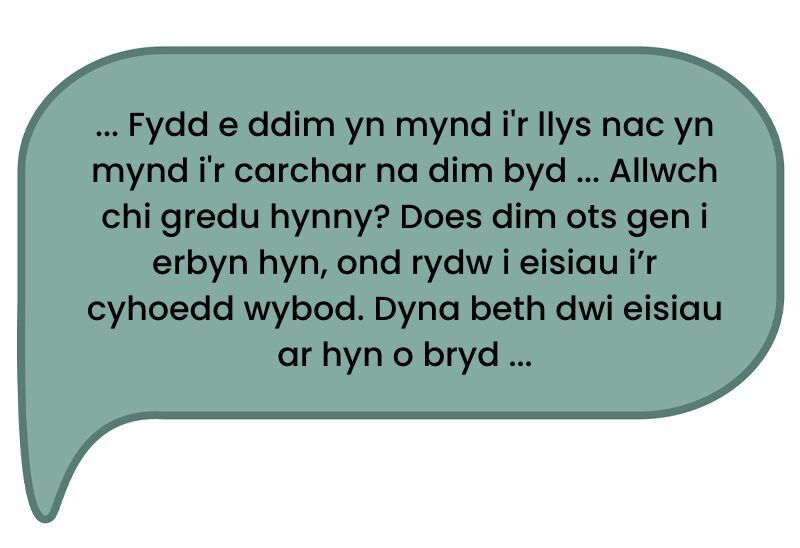 ... Fydd e ddim yn mynd i'r llys nac yn
mynd i'r carchar na dim byd ... Allwch
chi gredu hynny? Does dim ots gen i
erbyn hyn, ond rydw i eisiau i’r
cyhoedd wybod. Dyna beth dwi eisiau
ar hyn o bryd ...